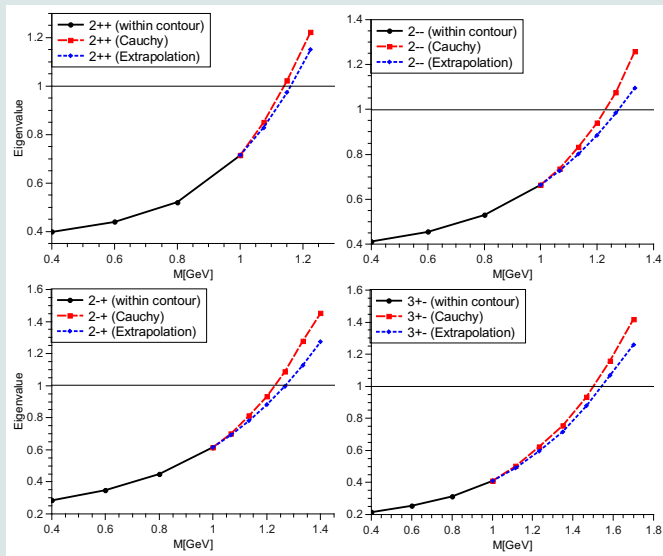 2++ (within contour)
2++ (Cauchy)
2++ (Extrapolation)
Eigenvalue
1.2
1
0.8
0.6
0.4
0.4 0.6 0.8 1 1.2
M[GeV]
2-- (within contour)
2-- (Cauchy)
2-- (Extrapolation)
1.4
1.2
1
0.8
0.6
0.4
0.4 0.6 0.8 1 1.2 1.4
M[GeV]
2-+ (within contour)
2-+ (Cauchy)
2-+ (Extrapolation)
Eigenvalue
1.6
1.4
1.2
1
0.8
0.6
0.4
0.2
0.4 0.6 0.8 1 1.2 1.4
M[GeV]
3+- (within contour)
3+- (Cauchy)
3+- (Extrapolation)
1.6
1.4
1.2
1
0.8
0.6
0.4
0.2
0.4 0.6 0.8 1 1.2 1.4 1.6 1.8
M[GeV]